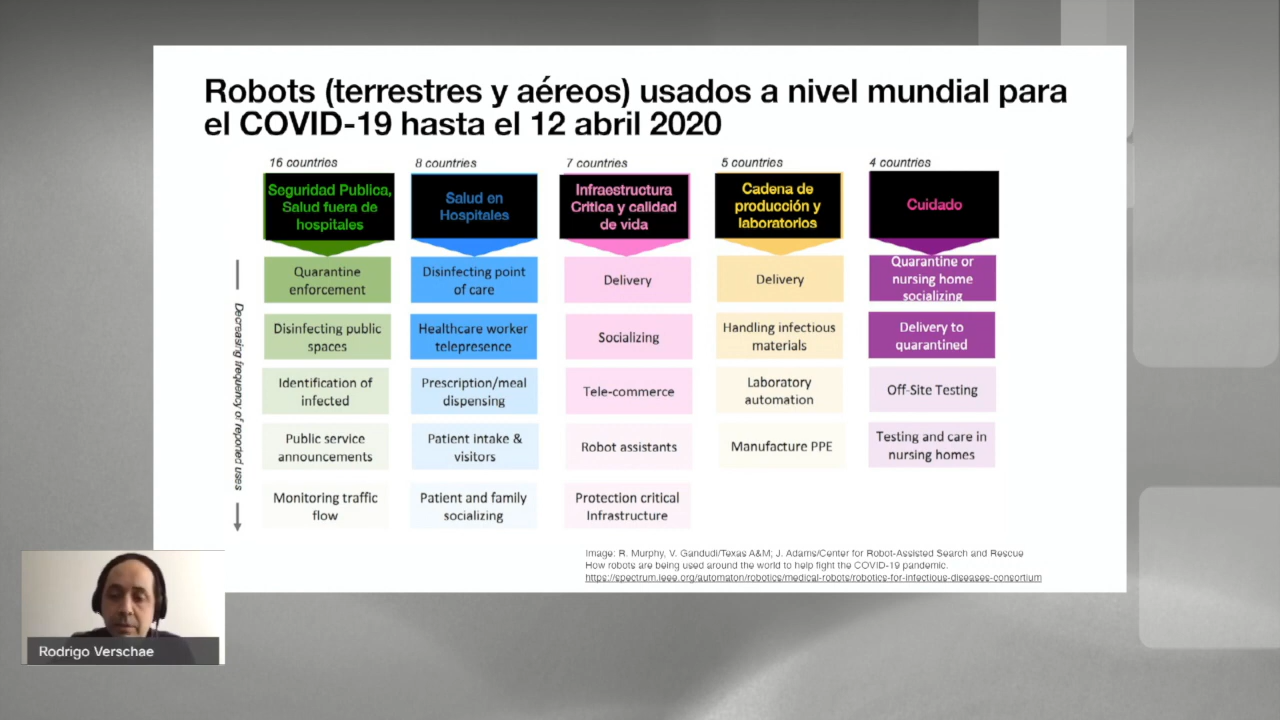 Robots (terrestres y aéreos) usados a nivel mundial para
el COVID-19 hasta el 12 abril 2020
16 countries
8 countries
7 countries
5 countries
4 countries
Seguridad Publica,
Salud fuera de
hospitales
Salud en
Hospitales
Infraestructura
Critica y calidad
de vida
Cadena de
producción y
laboratorios
Cuidado
Decreasing frequency of reported uses
Quarantine
enforcement
Disinfecting point
of care
Delivery
Delivery
Quarantine or
nursing home
socializing
Disinfecting public
spaces
Healthcare worker
telepresence
Socializing
Handling infectious
materials
Delivery to
quarantined
Identification of
infected
Prescription/meal
dispensing
Tele-commerce
Laboratory
automation
Off-Site Testing
Public service
announcements
Patient intake &
visitors
Robot assistants
Manufacture PPE
Testing and care in
nursing homes
Monitoring traffic
flow
Patient and family
socializing
Protection critical
Infrastructure
Image: R. Murphy, V. Gandudi/Texas A&M; J. Adams/Center for Robot-Assisted Search and Rescue
How robots are being used around the world to help fight the COVID-19 pandemic.
https://spectrum.ieee.org/automaton/robotics/medical-robots/robotics-for-infectious-diseases-consortium
Rodrigo Verschae